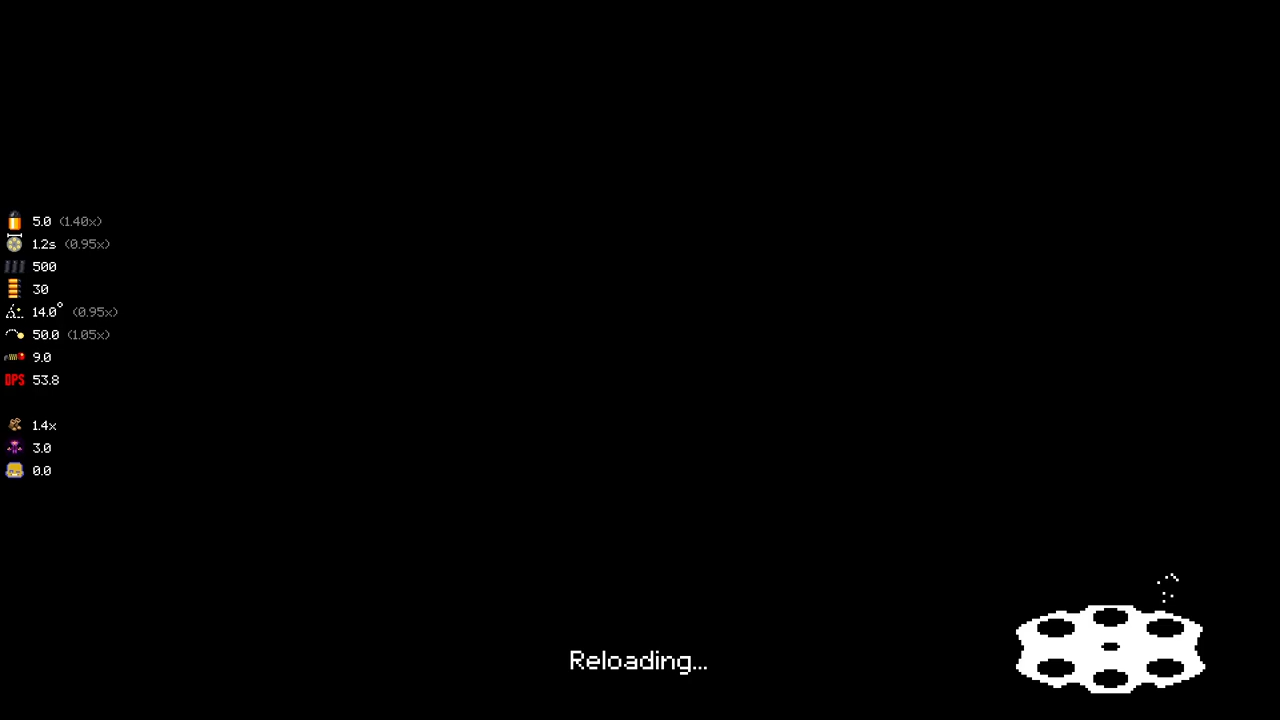 5.0 (1.40x)
1.2s (0.95x)
500
30
14.0° (0.95x)
50.0 (1.05x)
9.0
DPS 53.8
1.4x
3.0
0.0
Reloading...